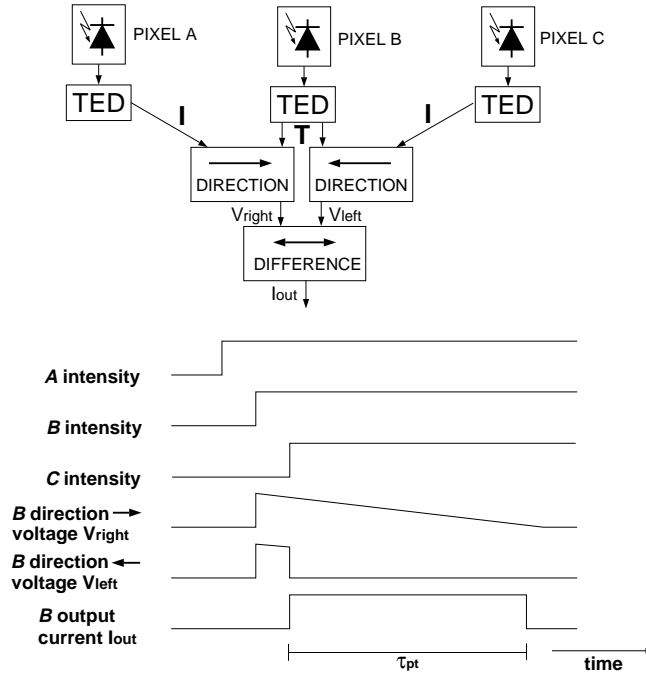 PIXEL A
PIXEL B
PIXEL C
TED
TED
TED
I
T
I
DIRECTION
DIRECTION
Vright
Vleft
DIFFERENCE
Iout
A intensity
B intensity
C intensity
B direction
voltage Vright
B direction
voltage Vleft
B output
current Iout
τpt
time